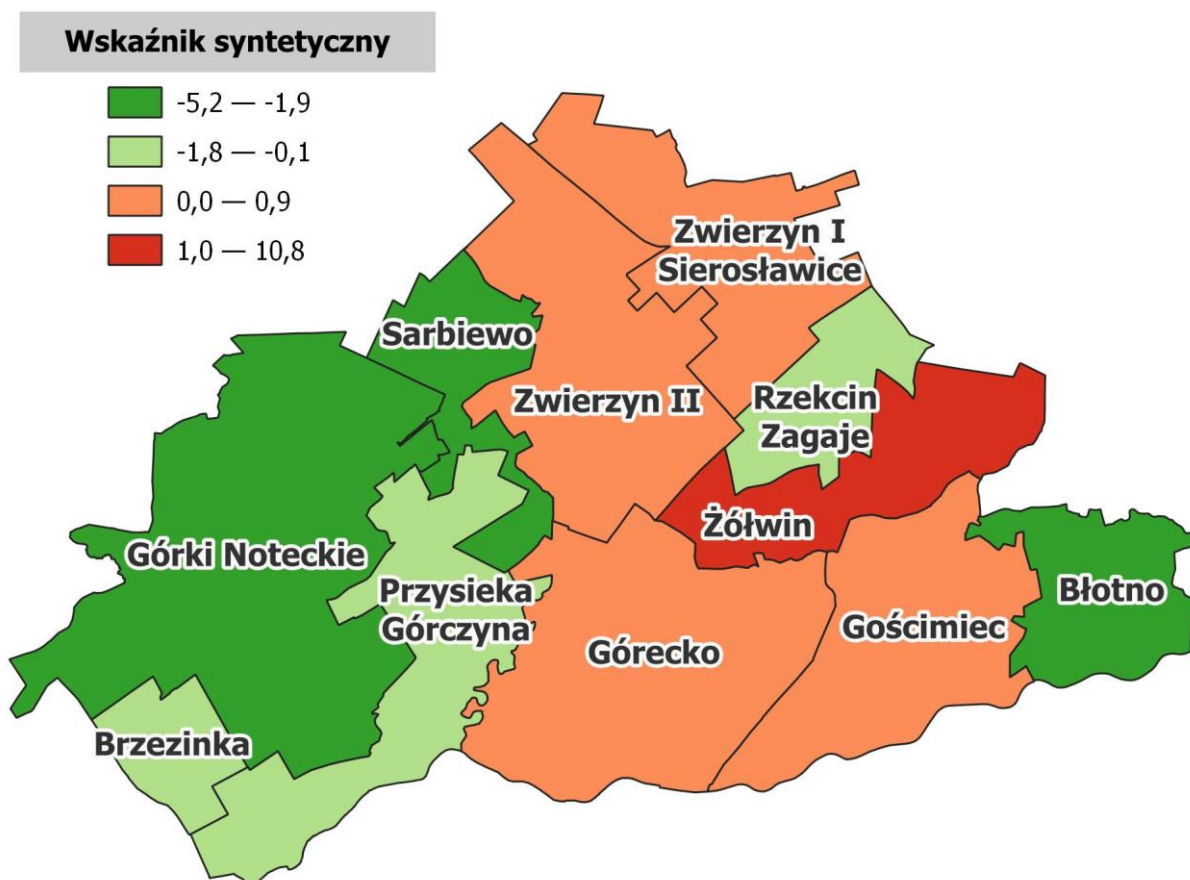 Wskaźnik syntetyczny
-5,2 — -1,9
-1,8 — -0,1
0,0 — 0,9
1,0 — 10,8
Zwierzyn I
Sierosławice
Sarbiewo
Zwierzyn II
Rzekcin
Zagaje
Żółwin
Górki Noteckie
Przysieka
Górczyna
Górecko
Gościmiec
Błotno
Brzezinka